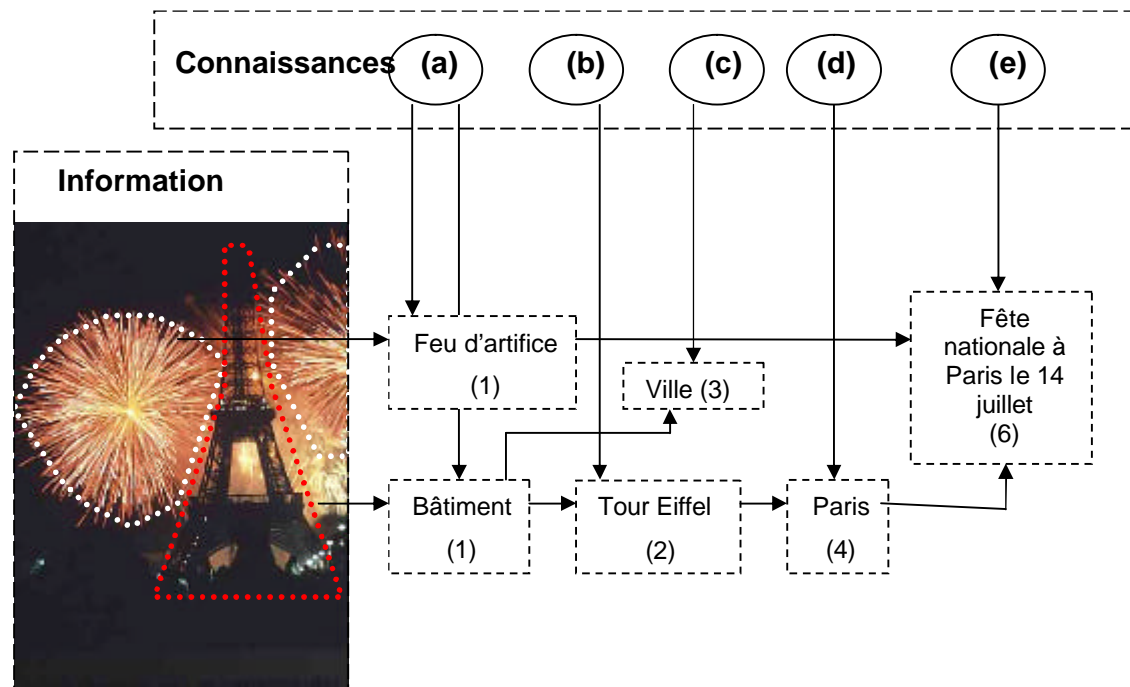 Connaissances (a) (b) (c) (d) (e)
Information
Feu d'artifice
(1)
Ville (3)
Fête
nationale à
Paris le 14
juillet
(6)
Bâtiment
(1)
Tour Eiffel
(2)
Paris
(4)